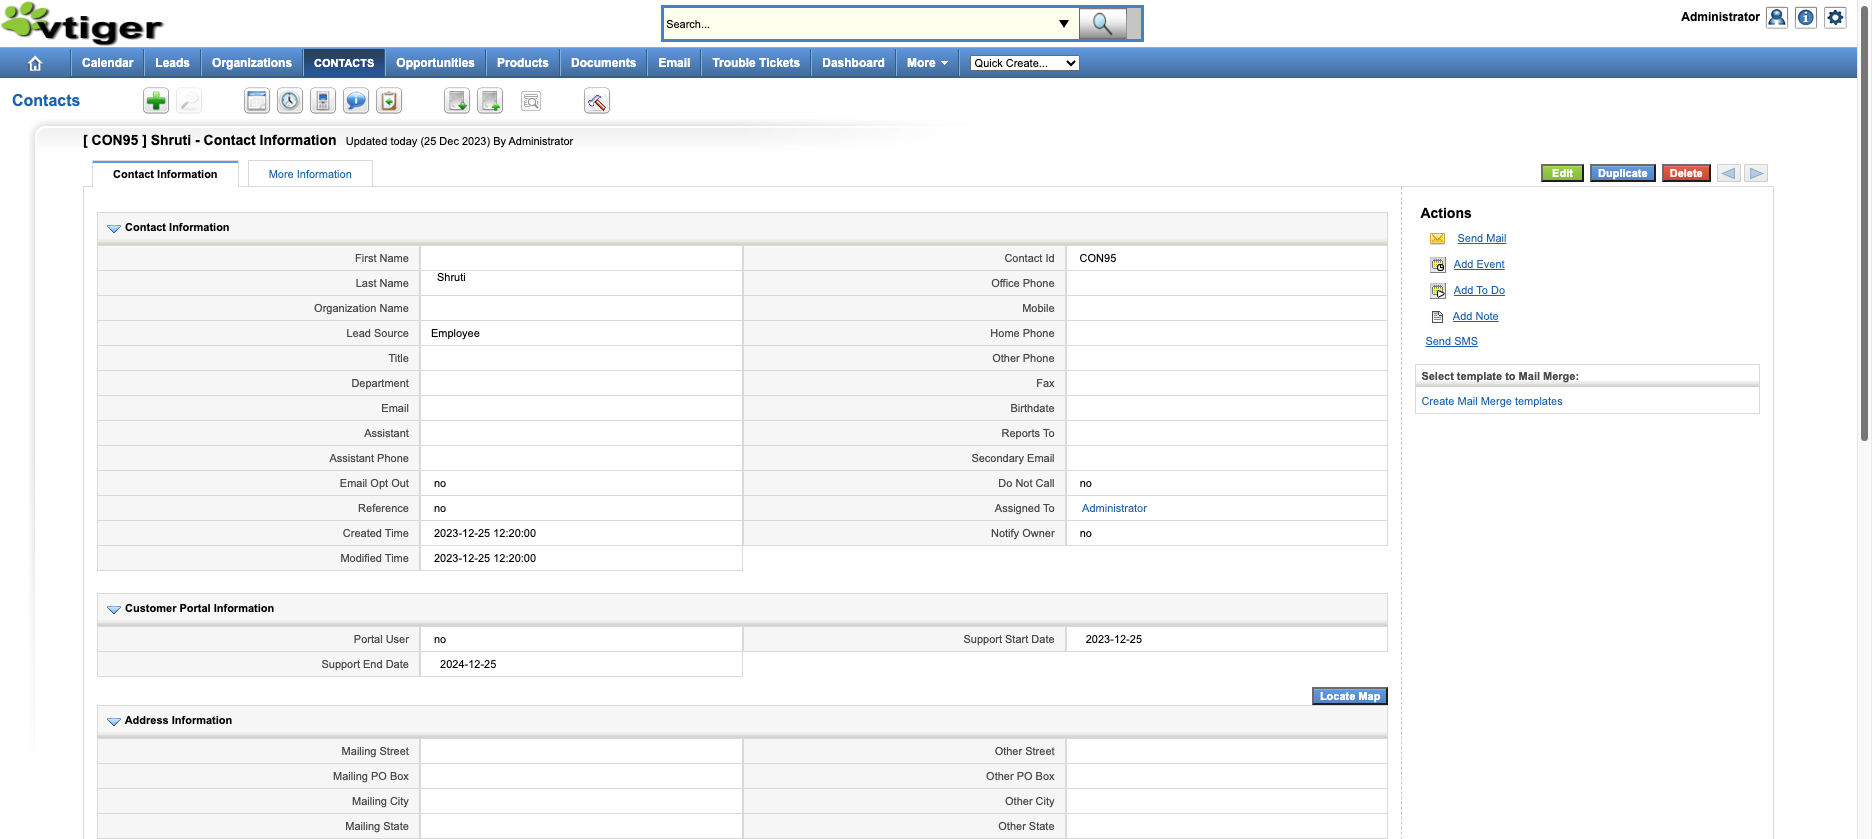 vtiger
Search...
Administrator
Calendar Leads Organizations CONTACTS Opportunities Products Documents Email Trouble Tickets Dashboard More Quick Create...
Contacts
[ CON95 ] Shruti - Contact Information Updated today (25 Dec 2023) By Administrator
Contact Information More Information
Edit Duplicate Delete
Contact Information
First Name Contact Id CON95
Last Name Shruti Office Phone
Organization Name Mobile
Lead Source Employee Home Phone
Title Other Phone
Department Fax
Email Birthdate
Assistant Reports To
Assistant Phone Secondary Email
Email Opt Out no Do Not Call no
Reference no Assigned To Administrator
Created Time 2023-12-25 12:20:00 Notify Owner no
Modified Time 2023-12-25 12:20:00
Customer Portal Information
Portal User no Support Start Date 2023-12-25
Support End Date 2024-12-25
Locate Map
Address Information
Mailing Street Other Street
Mailing PO Box Other PO Box
Mailing City Other City
Mailing State Other State
Actions
Send Mail
Add Event
Add To Do
Add Note
Send SMS
Select template to Mail Merge:
Create Mail Merge templates